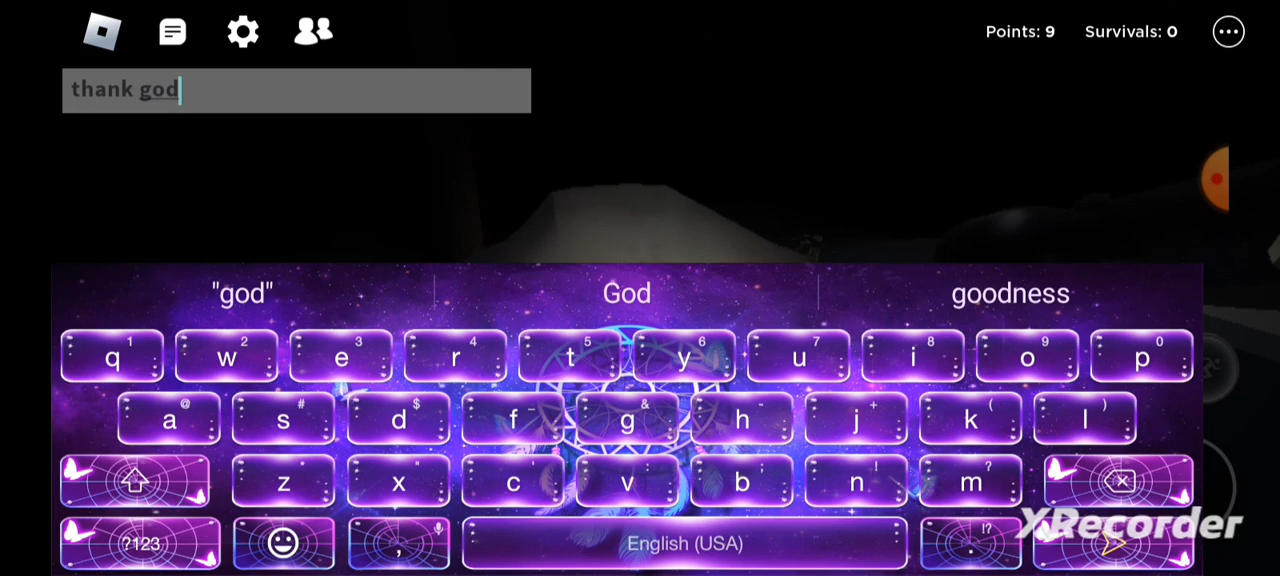 Points: 9 Survivals: 0
thank god
"god" God goodness
1 2 3 4 5 6 7 8 9 0
q w e r t y u i o p
@ # $ _ & - + ( )
a s d f g h j k l
* " ' : ; ! ?
z x c v b n m
?123 , English (USA) !? .
XRecorder